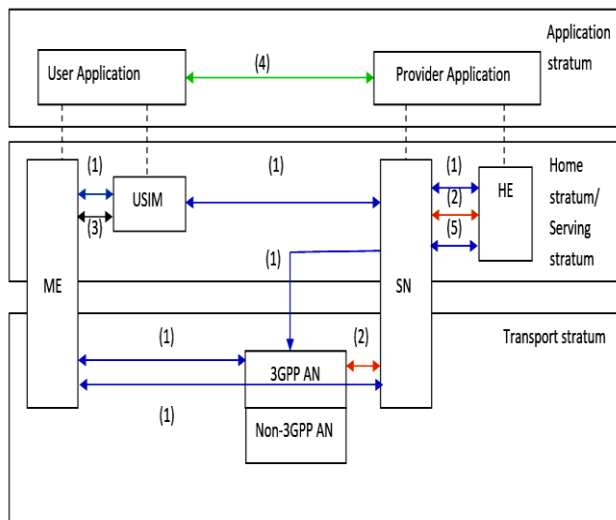 Application
stratum
User Application
(4)
Provider Application
(1)
(1)
(1)
Home
stratum/
Serving
stratum
USIM
HE
(2)
(3)
(5)
(1)
ME
SN
Transport stratum
(1)
(2)
3GPP AN
(1)
Non-3GPP AN